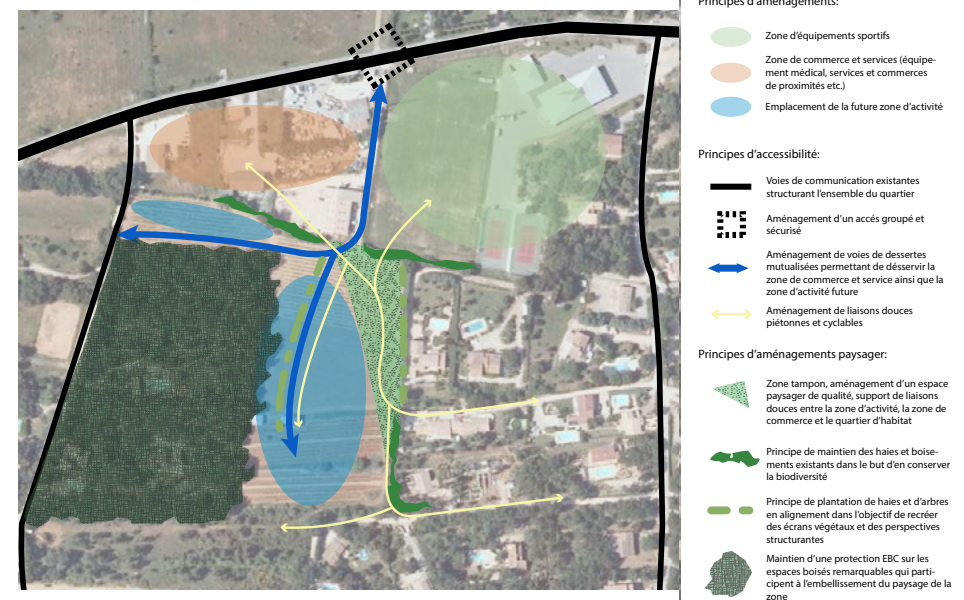 Principes d'aménagements:
Zone d'équipements sportifs
Zone de commerce et services (équipe-
ment médical, services et commerces
de proximités etc.)
Emplacement de la future zone d'activité
Principes d'accessibilité:
Voies de communication existantes
structurant l'ensemble du quartier
Aménagement d'un accés groupé et
sécurisé
Aménagement de voies de dessertes
mutualisées permettant de désservir la
zone de commerce et service ainsi que la
zone d'activité future
Aménagement de liaisons douces
piétonnes et cyclables
Principes d'aménagements paysager:
Zone tampon, aménagement d'un espace
paysager de qualité, support de liaisons
douces entre la zone d'activité, la zone de
commerce et le quartier d'habitat
Principe de maintien des haies et boise-
ments existants dans le but d'en conserver
la biodiversité
Principe de plantation de haies et d'arbres
en alignement dans l'objectif de recréer
des écrans végétaux et des perspectives
structurantes
Maintien d'une protection EBC sur les
espaces boisés remarquables qui parti-
cipent à l'embellissement du paysage de la
zone